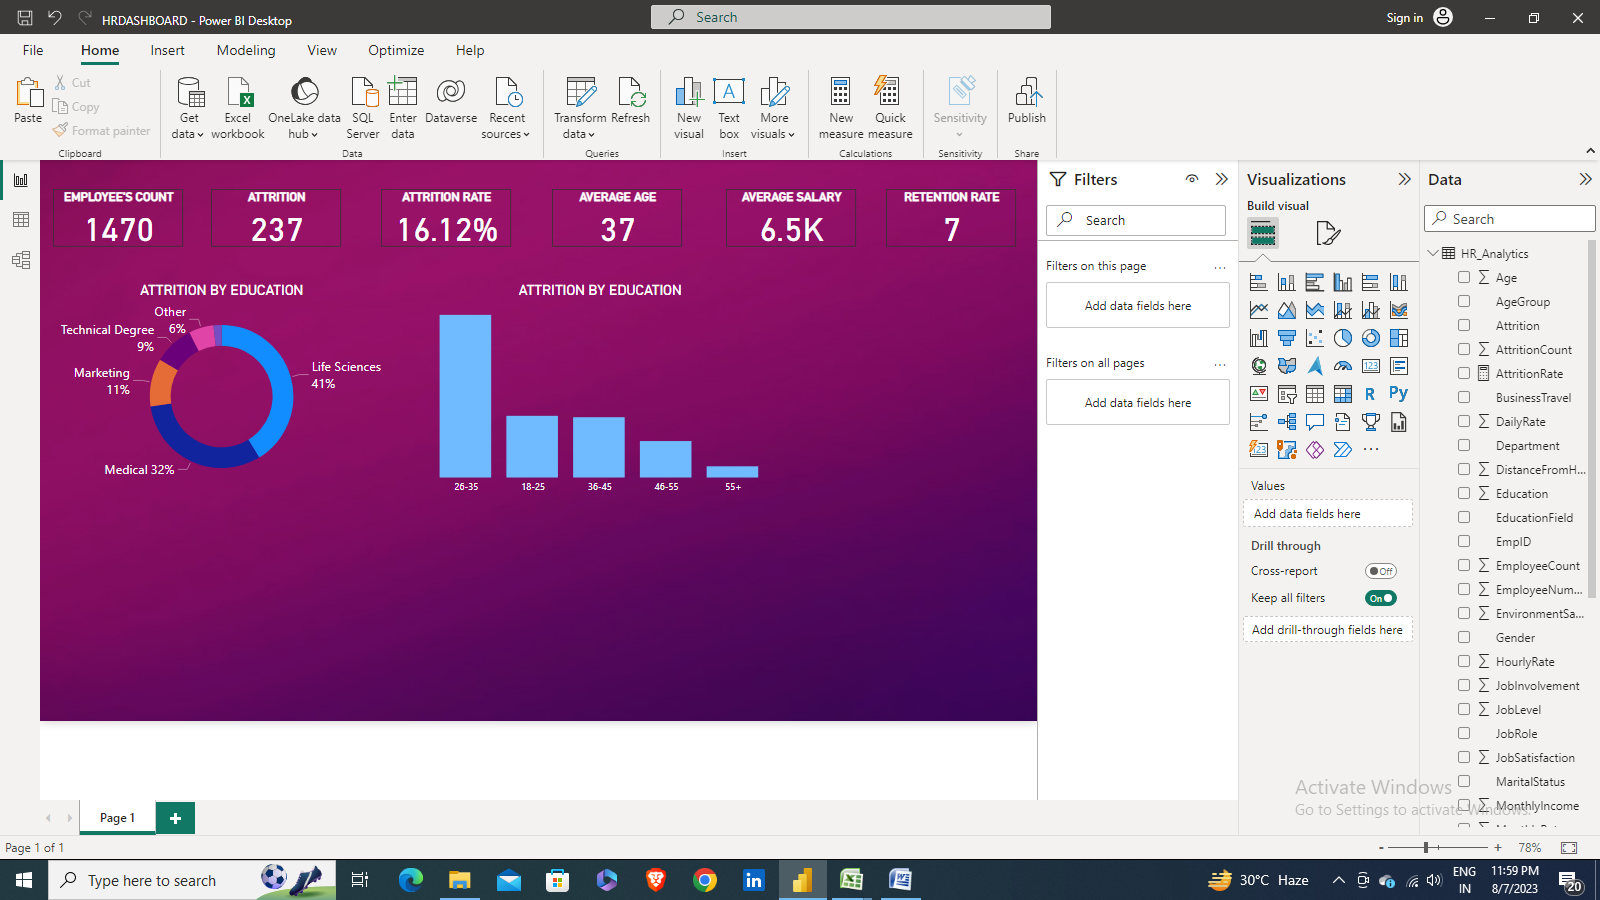 HRDASHBOARD - Power BI Desktop
Search
Sign in
File
Home
Insert
Modeling
View
Optimize
Help
Paste
Cut
Copy
Format painter
Clipboard
Get
data
Excel
workbook
OneLake data
hub
SQL
Server
Enter
data
Dataverse
Recent
sources
Data
Transform
data
Refresh
Queries
New
visual
Text
box
More
visuals
Insert
New
measure
Quick
measure
Calculations
Sensitivity
Sensitivity
Publish
Share
EMPLOYEE'S COUNT
1470
ATTRITION
237
ATTRITION RATE
16.12%
AVERAGE AGE
37
AVERAGE SALARY
6.5K
RETENTION RATE
7
ATTRITION BY EDUCATION
Other
6%
Technical Degree
9%
Marketing
11%
Life Sciences
41%
Medical 32%
ATTRITION BY EDUCATION
26-35
18-25
36-45
46-55
55+
Filters
Search
Filters on this page
...
Add data fields here
Filters on all pages
...
Add data fields here
Visualizations
Build visual
123
R
Py
123
...
Values
Add data fields here
Drill through
Cross-report
Off
Keep all filters
On
Add drill-through fields here
Data
Search
HR_Analytics
Age
AgeGroup
Attrition
AttritionCount
AttritionRate
BusinessTravel
DailyRate
Department
DistanceFromH...
Education
EducationField
EmpID
EmployeeCount
EmployeeNum...
EnvironmentSa...
Gender
HourlyRate
JobInvolvement
JobLevel
JobRole
JobSatisfaction
MaritalStatus
MonthlyIncome
Activate Windows
Go to Settings to activate Windows.
Page 1
+
Page 1 of 1
-
+
78%
Type here to search
30°C Haze
ENG
IN
11:59 PM
8/7/2023
20